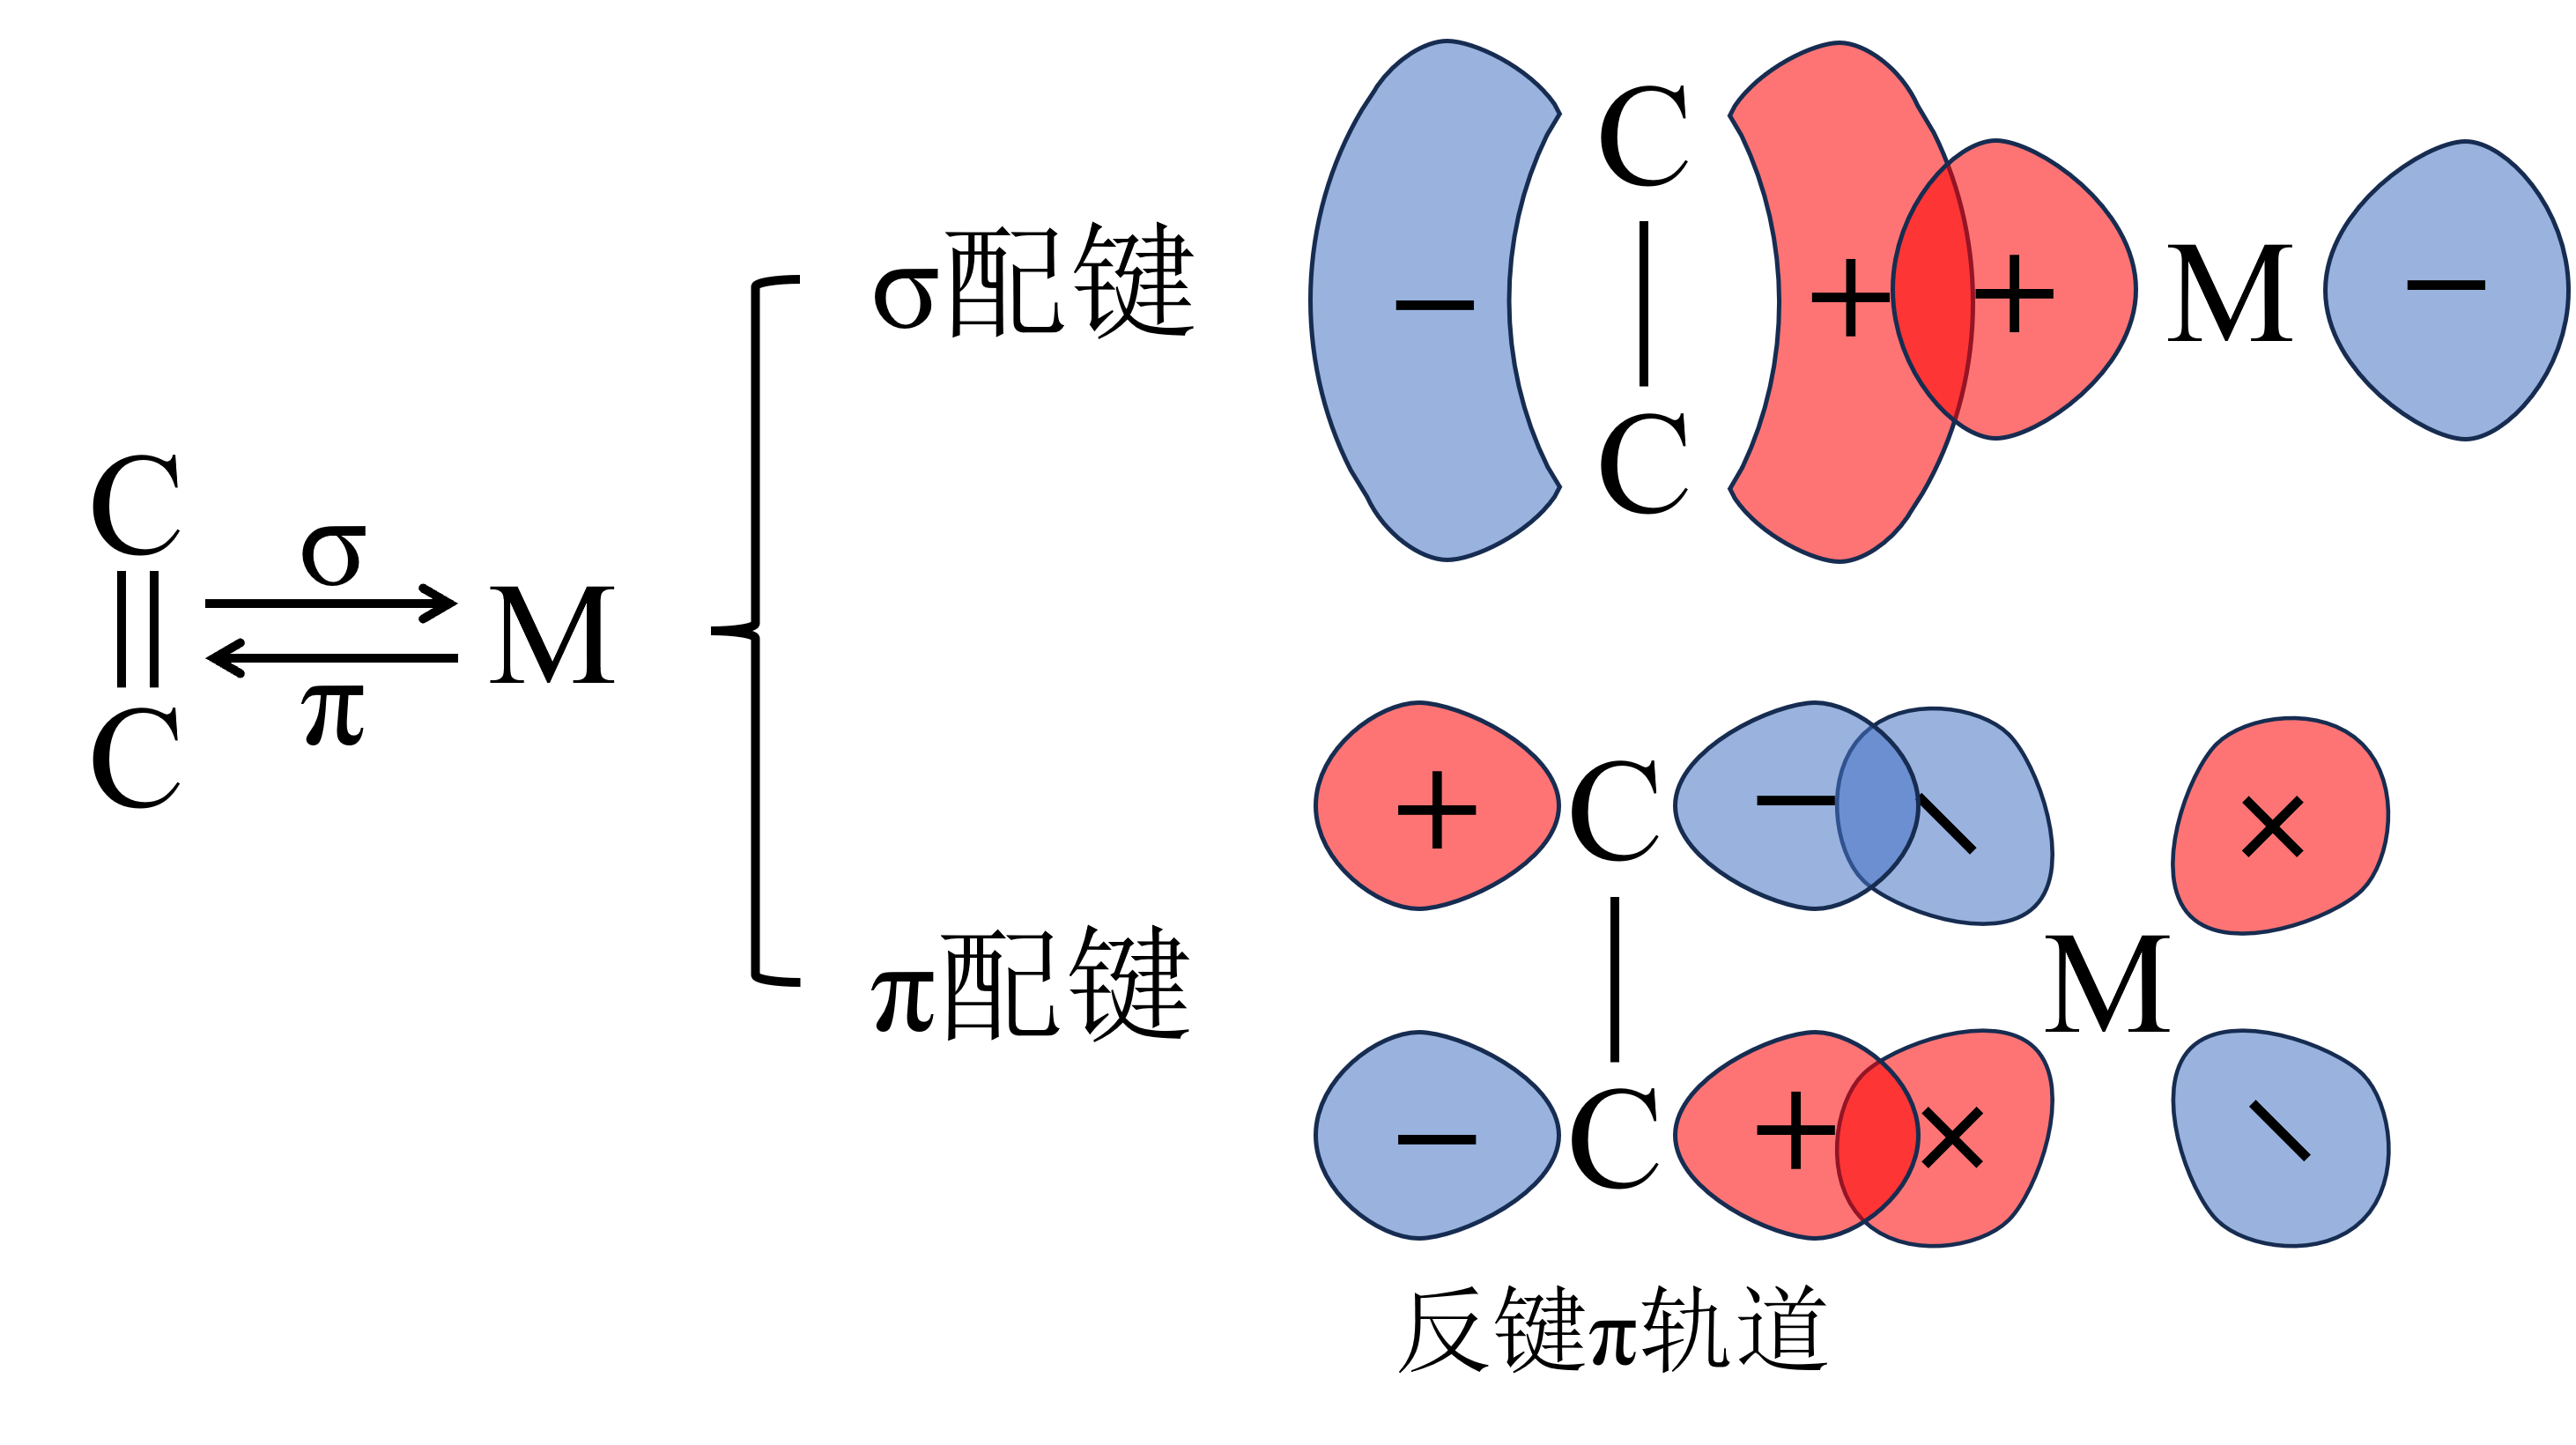 C
σ
M
π
C
σ配键
C
− + + M −
C
π配键
+ C − − +
M
− C + + −
反键π轨道